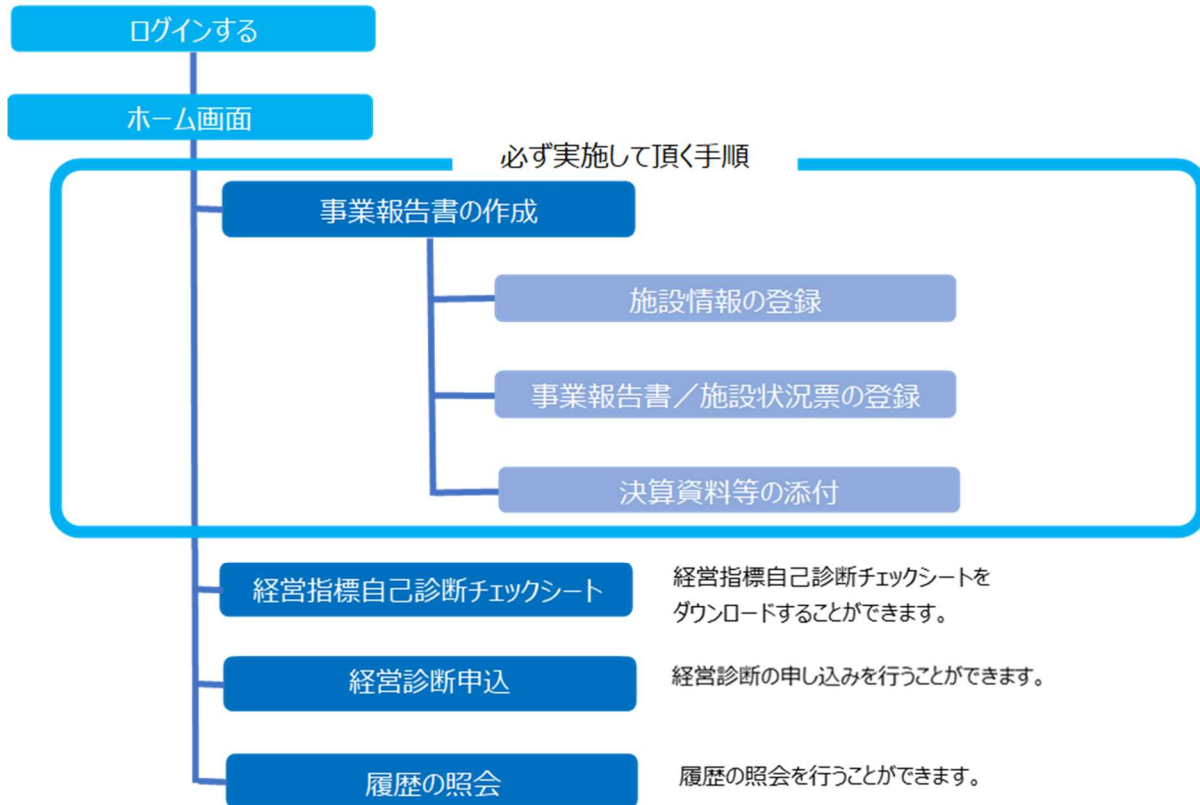 ログインする
ホーム画面
必ず実施して頂く手順
事業報告書の作成
施設情報の登録
事業報告書／施設状況票の登録
決算資料等の添付
経営指標自己診断チェックシート
経営指標自己診断チェックシートを
ダウンロードすることができます。
経営診断申込
経営診断の申し込みを行うことができます。
履歴の照会
履歴の照会を行うことができます。